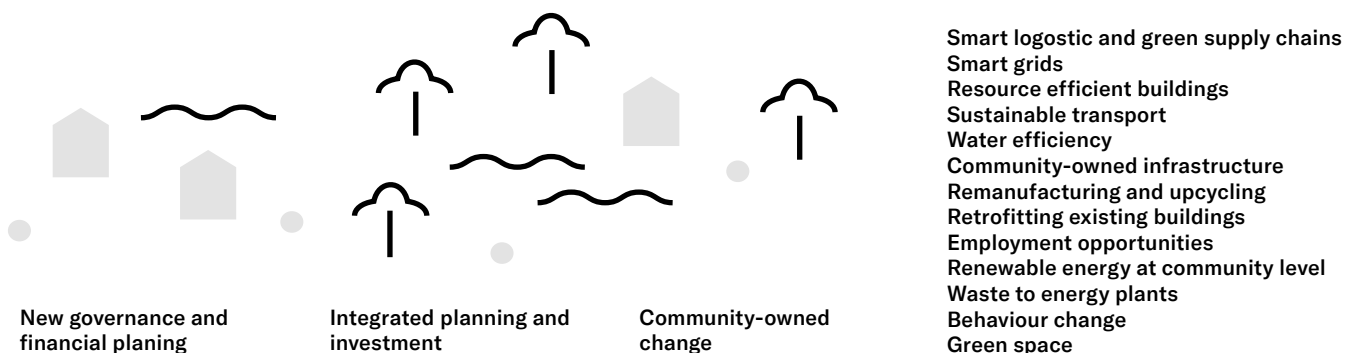 Smart logostic and green supply chains
Smart grids
Resource efficient buildings
Sustainable transport
Water efficiency
Community-owned infrastructure
Remanufacturing and upcycling
Retrofitting existing buildings
Employment opportunities
Renewable energy at community level
Waste to energy plants
Behaviour change
Green space
New governance and
financial planing
Integrated planning and
investment
Community-owned
change